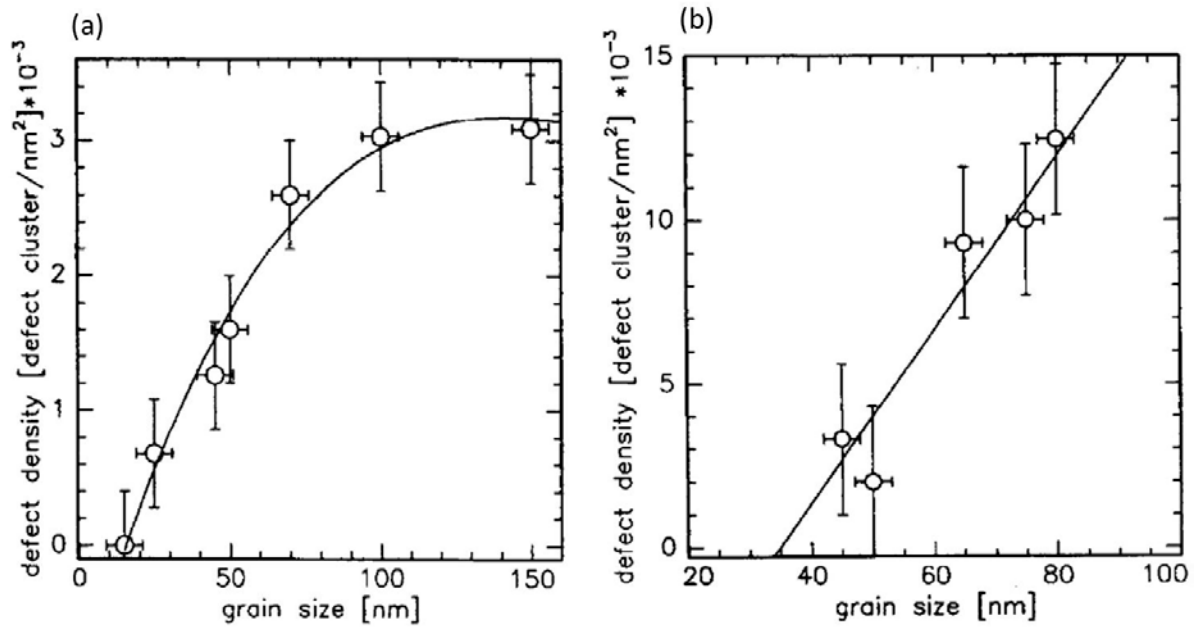 (a)
defect density [defect cluster/nm²]*10⁻³
3
2
1
0
0 50 100 150
grain size [nm]
(b)
defect density [defect cluster/nm²] *10⁻³
15
10
5
0
20 40 60 80 100
grain size [nm]